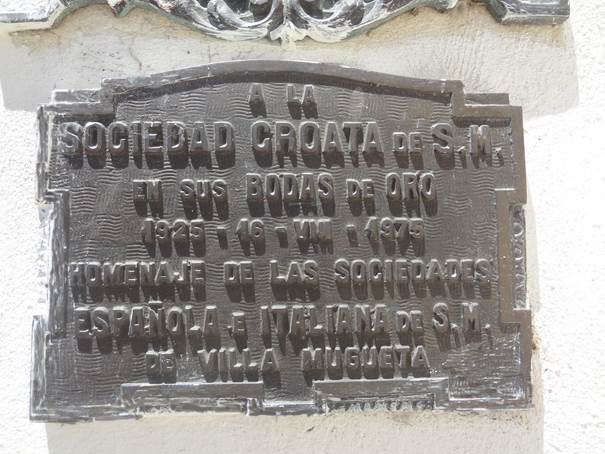 A LA
SOCIEDAD CROATA DE S.M.
EN SUS BODAS DE ORO
1925-16-VIII-1975
HOMENAJE DE LAS SOCIEDADES
ESPAÑOLA E ITALIANA DE S.M.
DE VILLA MUGUETA